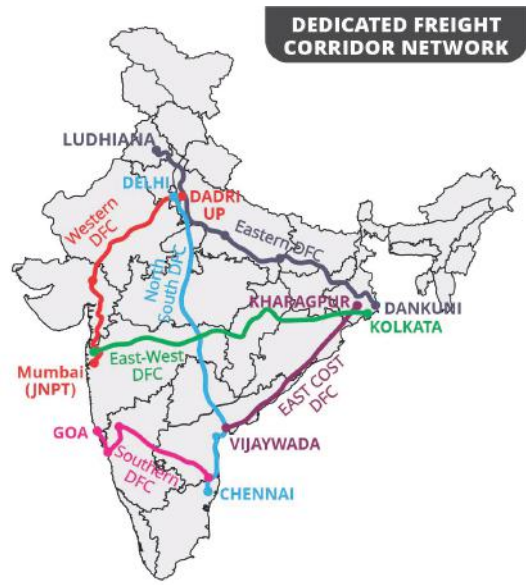 DEDICATED FREIGHT
CORRIDOR NETWORK
LUDHIANA
DELHI
DADRI
UP
Western
DFC
Eastern DFC
North
South DFC
KHARAGPUR
DANKUNI
KOLKATA
East-West
DFC
Mumbai
(JNPT)
EAST COST
DFC
GOA
VIJAYWADA
Southern
DFC
CHENNAI